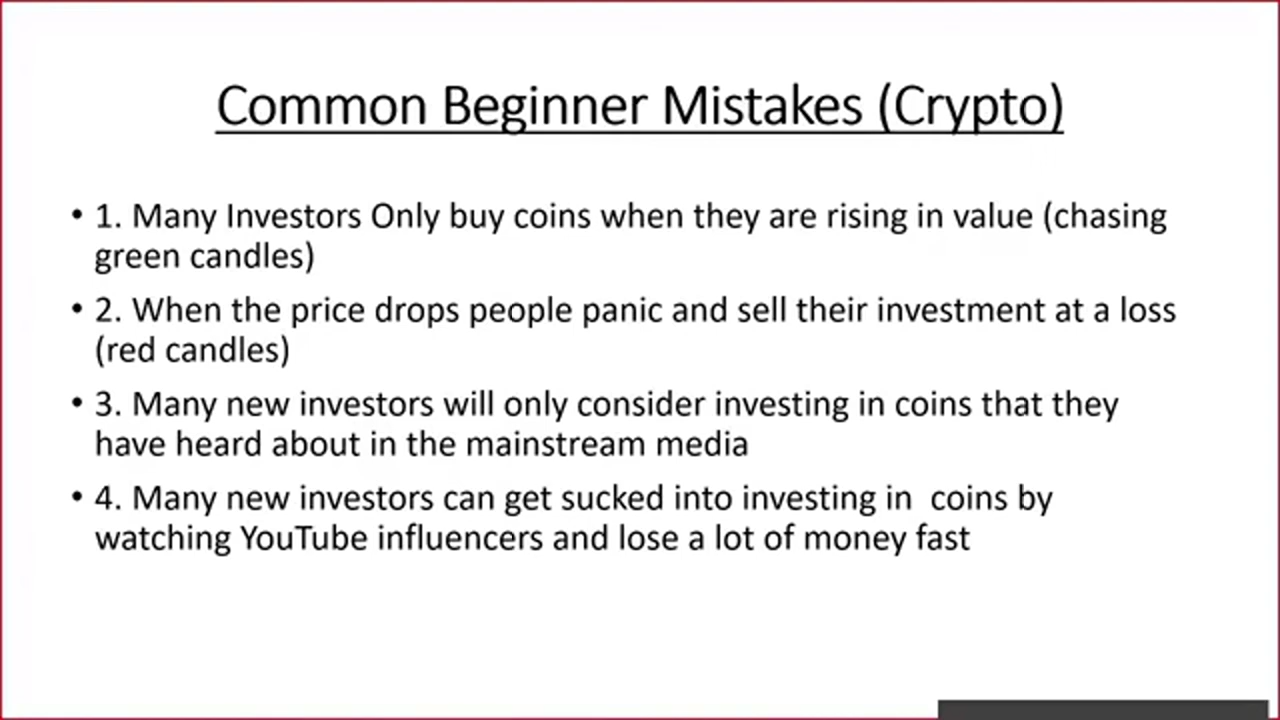 Common Beginner Mistakes (Crypto)
• 1. Many Investors Only buy coins when they are rising in value (chasing
green candles)
• 2. When the price drops people panic and sell their investment at a loss
(red candles)
• 3. Many new investors will only consider investing in coins that they
have heard about in the mainstream media
• 4. Many new investors can get sucked into investing in  coins by
watching YouTube influencers and lose a lot of money fast